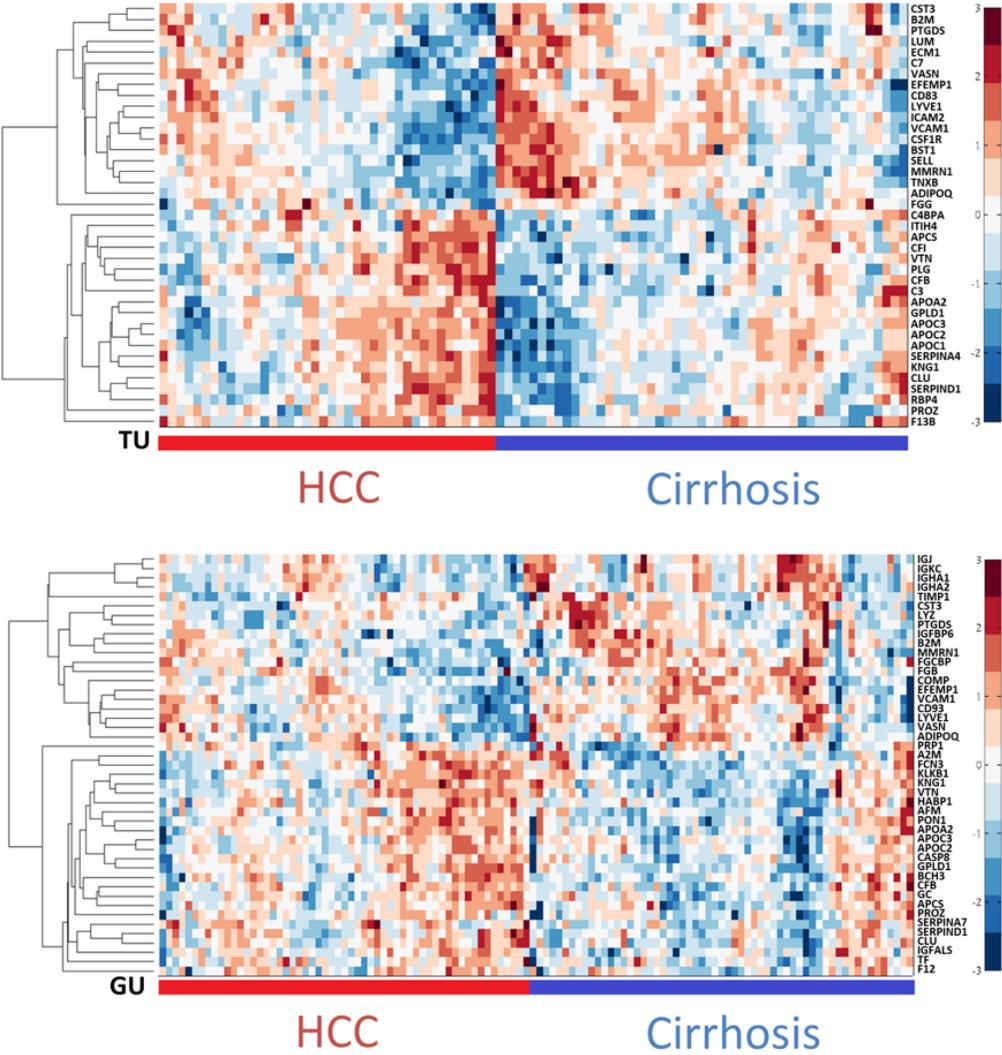 CST3
B2M
PTGDS
LUM
ECM1
C7
VASN
EFEMP1
CD83
LYVE1
ICAM2
VCAM1
CSF1R
BST1
SELL
MMRN1
TNXB
ADIPOQ
FGG
C4BPA
ITIH4
APCS
CFI
VTN
PLG
CFB
C3
APOA2
GPLD1
APOC3
APOC2
APOC1
SERPINA4
KNG1
CLU
SERPIND1
RBP4
PROZ
F13B
3
2
1
0
-1
-2
-3
TU
HCC Cirrhosis
IGJ
IGKC
IGHA1
IGHA2
TIMP1
CST3
LYZ
PTGDS
IGFBP6
B2M
MMRN1
FGCBP
FGB
COMP
EFEMP1
VCAM1
CD93
LYVE1
VASN
ADIPOQ
PRP1
A2M
FCN3
KLKB1
KNG1
VTN
HABP1
AFM
PON1
APOA2
APOC3
APOC2
CASP8
GPLD1
BCH3
CFB
GC
APCS
PROZ
SERPINA7
SERPIND1
CLU
IGFALS
TF
F12
3
2
1
0
-1
-2
-3
GU
HCC Cirrhosis